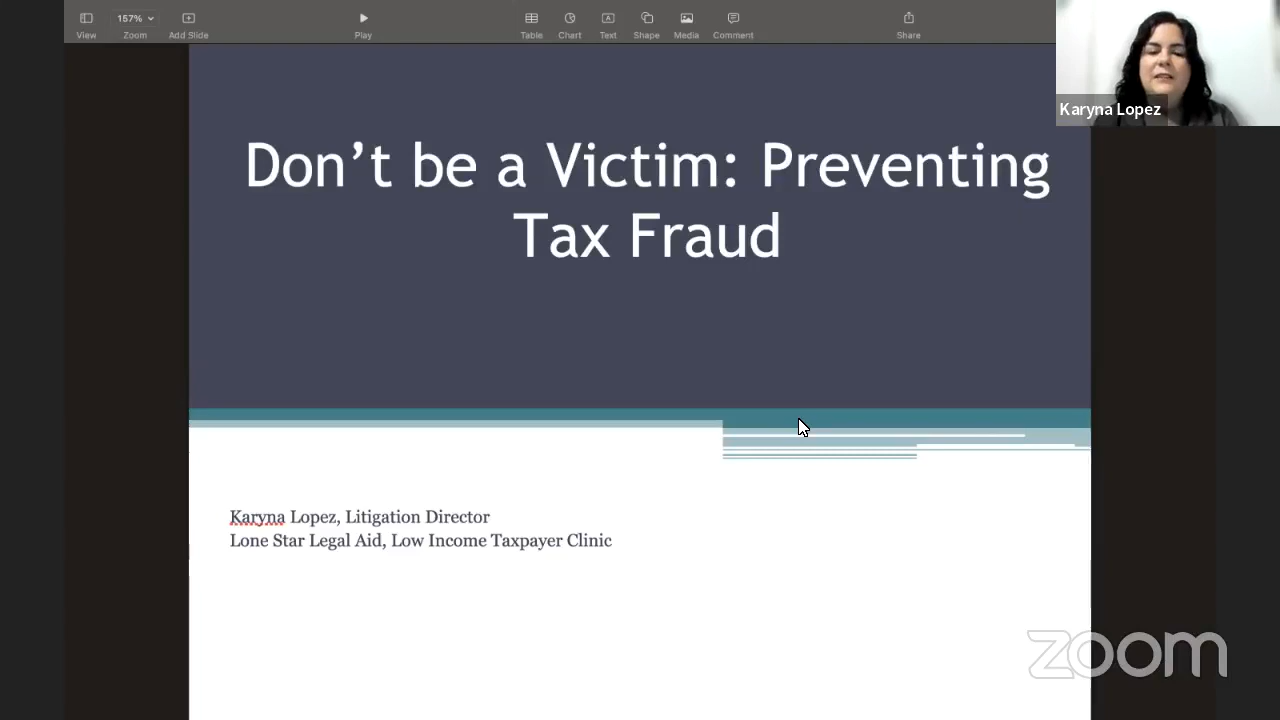 View
157%
Zoom
Add Slide
Play
Table
Chart
Text
Shape
Media
Comment
Share
Karyna Lopez
Don’t be a Victim: Preventing
Tax Fraud
Karyna Lopez, Litigation Director
Lone Star Legal Aid, Low Income Taxpayer Clinic
zoom